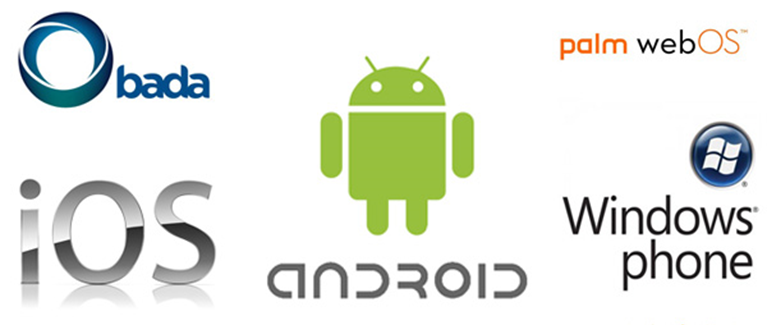 bada
palm webOS™
iOS
ANDROID
Windows®
phone